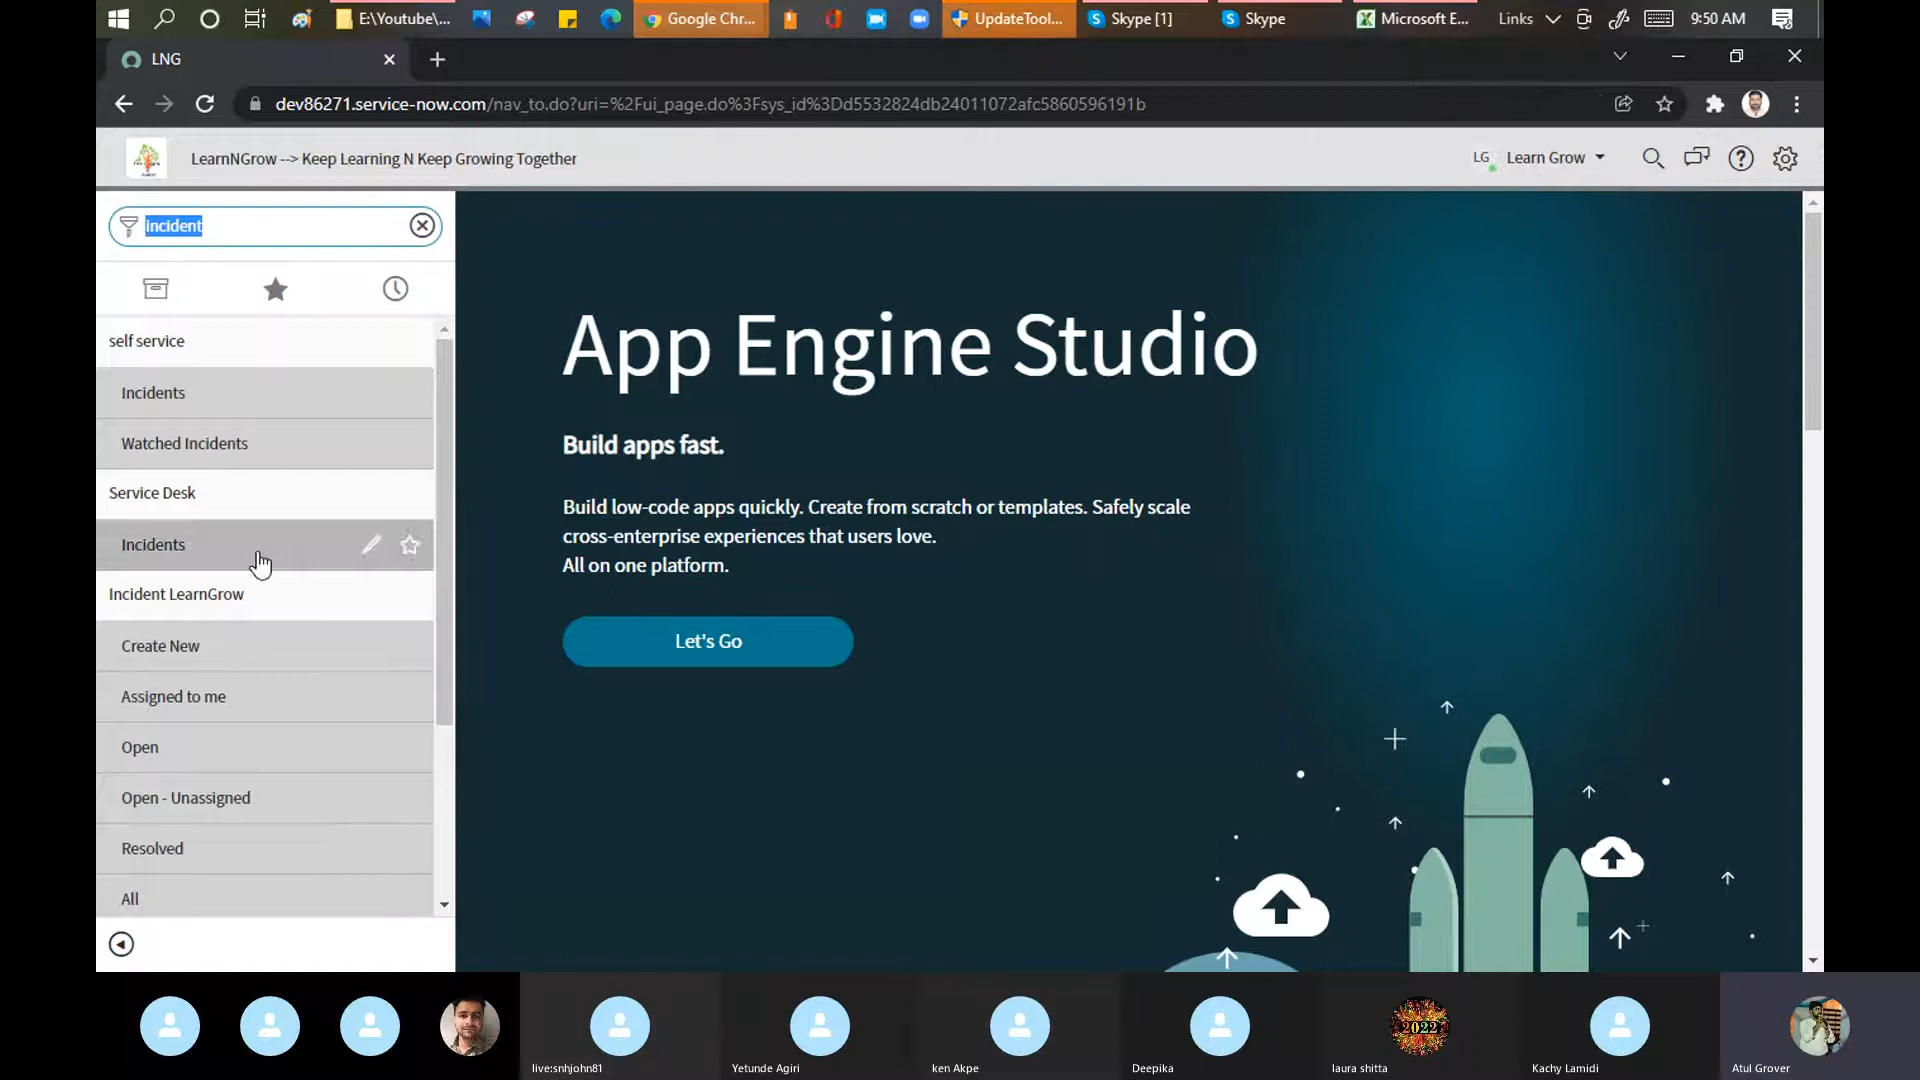 E:\Youtube\...
Google Chr...
UpdateTool...
Skype [1]
Skype
Microsoft E...
Links
9:50 AM
LNG
dev86271.service-now.com/nav_to.do?uri=%2Fui_page.do%3Fsys_id%3Dd5532824db24011072afc5860596191b
LearnNGrow --> Keep Learning N Keep Growing Together
LG
Learn Grow
incident
self service
Incidents
Watched Incidents
Service Desk
Incidents
Incident LearnGrow
Create New
Assigned to me
Open
Open - Unassigned
Resolved
All
App Engine Studio
Build apps fast.
Build low-code apps quickly. Create from scratch or templates. Safely scale
cross-enterprise experiences that users love.
All on one platform.
Let's Go
2022
live:snhjohn81
Yetunde Agiri
ken Akpe
Deepika
laura shitta
Kachy Lamidi
Atul Grover